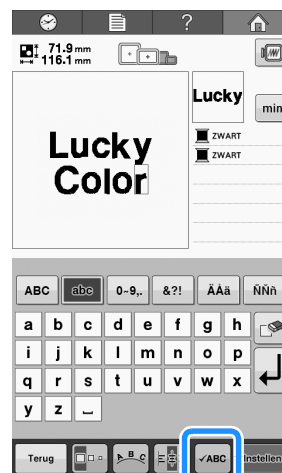 ?
71.9 mm
116.1 mm
Lucky
Color
Lucky
min
ZWART
ZWART
ABC abc 0~9,. &?! ÄÅä ÑÑñ
a b c d e f g h
i j k l m n o p
q r s t u v w x
y z
Terug ABC ✓ABC Instellen